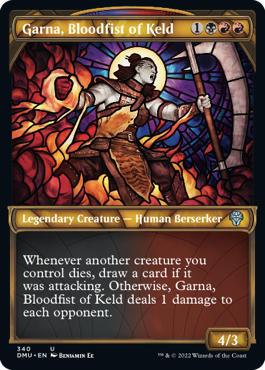 Garna, Bloodfist of Keld 1
Legendary Creature — Human Berserker
Whenever another creature you
control dies, draw a card if it
was attacking. Otherwise, Garna,
Bloodfist of Keld deals 1 damage to
each opponent.
4/3
340 U
DMU • EN Benjamin Ee
™ & © 2022 Wizards of the Coast